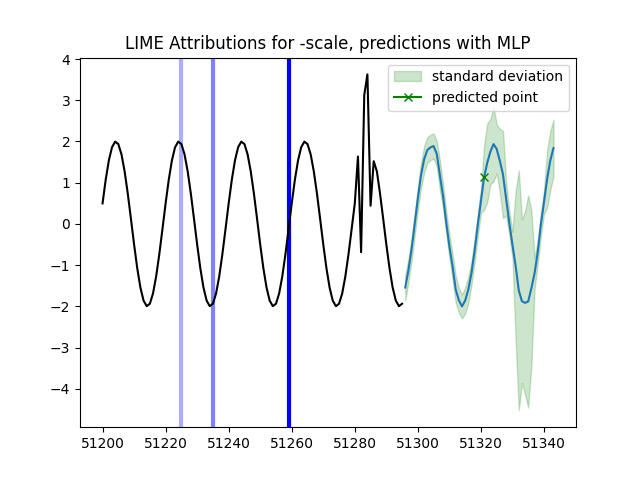 LIME Attributions for -scale, predictions with MLP
standard deviation
predicted point
4
3
2
1
0
−1
−2
−3
−4
51200 51220 51240 51260 51280 51300 51320 51340